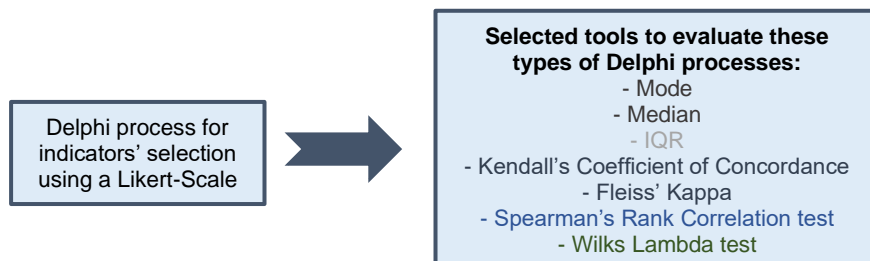 Delphi process for
indicators’ selection
using a Likert-Scale
Selected tools to evaluate these
types of Delphi processes:
- Mode
- Median
- IQR
- Kendall’s Coefficient of Concordance
- Fleiss’ Kappa
- Spearman’s Rank Correlation test
- Wilks Lambda test